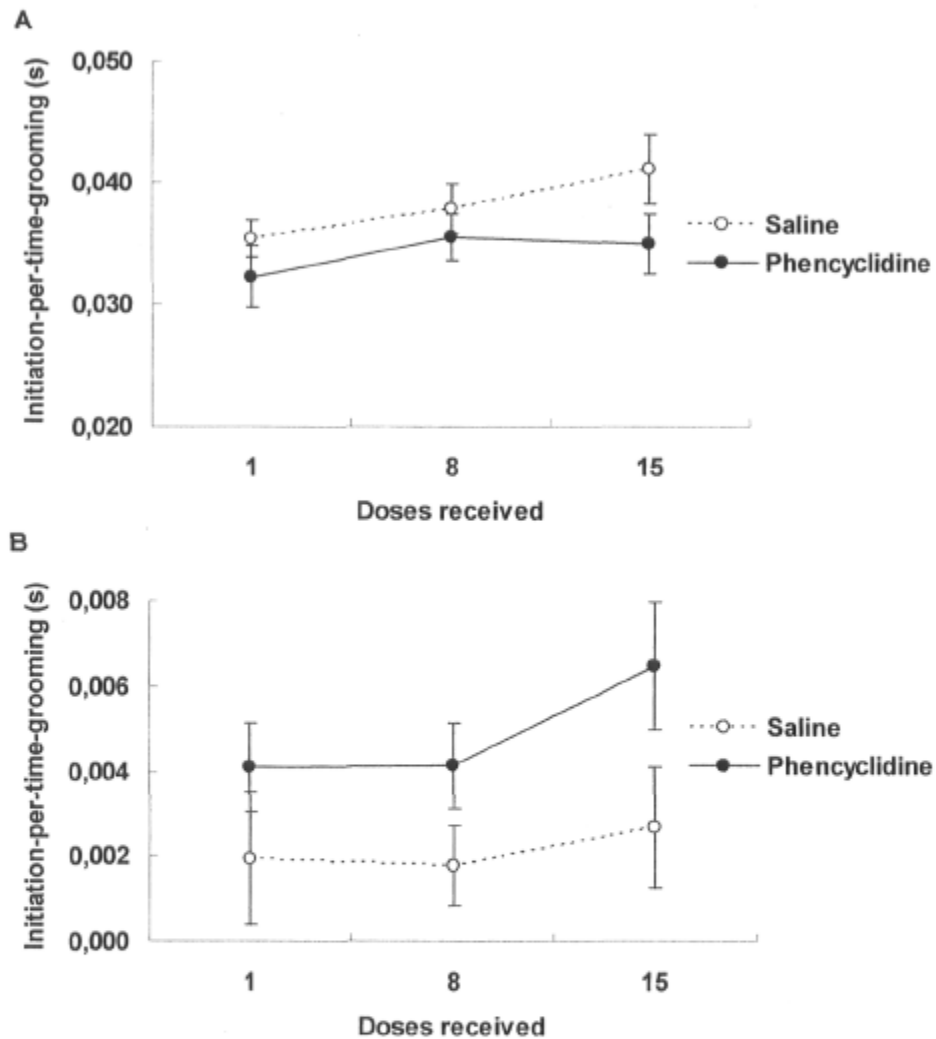 A
Initiation-per-time-grooming (s)
0,050
0,040
0,030
0,020
Saline
Phencyclidine
1 8 15
Doses received
B
Initiation-per-time-grooming (s)
0,008
0,006
0,004
0,002
0,000
Saline
Phencyclidine
1 8 15
Doses received